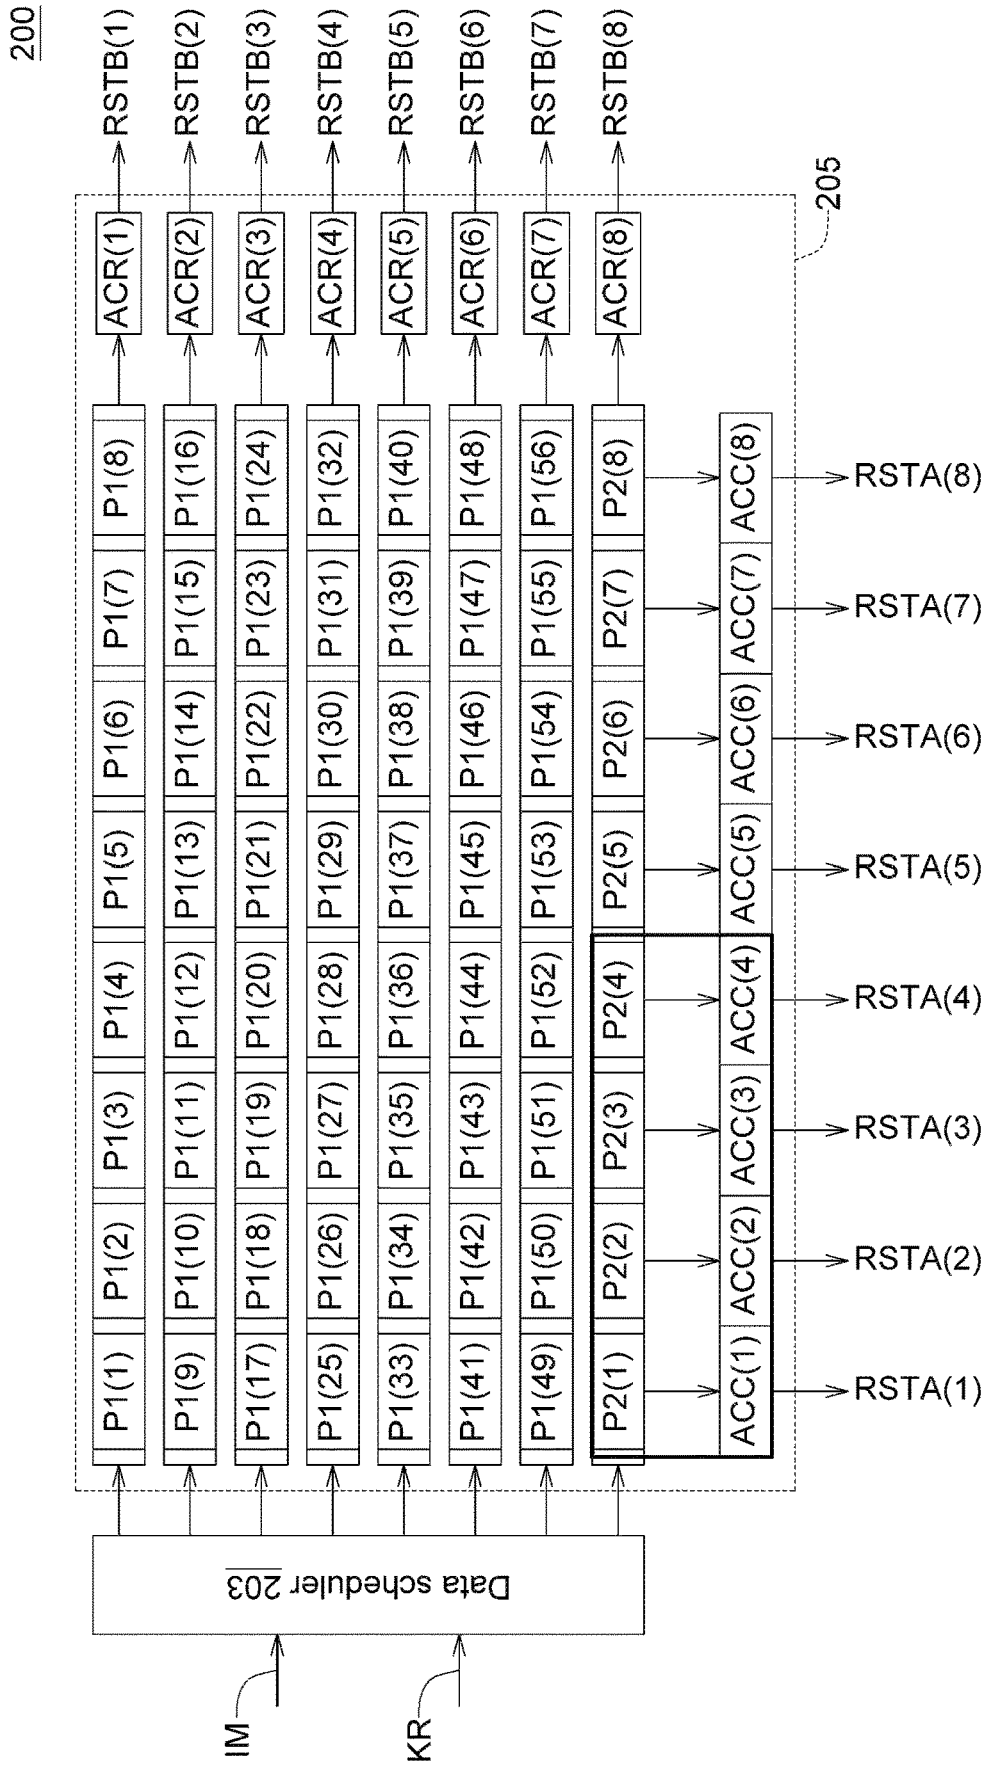 200
P1(1) P1(2) P1(3) P1(4) P1(5) P1(6) P1(7) P1(8) ACR(1) RSTB(1)
P1(9) P1(10) P1(11) P1(12) P1(13) P1(14) P1(15) P1(16) ACR(2) RSTB(2)
IM
P1(17) P1(18) P1(19) P1(20) P1(21) P1(22) P1(23) P1(24) ACR(3) RSTB(3)
P1(25) P1(26) P1(27) P1(28) P1(29) P1(30) P1(31) P1(32) ACR(4) RSTB(4)
Data scheduler 203
P1(33) P1(34) P1(35) P1(36) P1(37) P1(38) P1(39) P1(40) ACR(5) RSTB(5)
KR
P1(41) P1(42) P1(43) P1(44) P1(45) P1(46) P1(47) P1(48) ACR(6) RSTB(6)
P1(49) P1(50) P1(51) P1(52) P1(53) P1(54) P1(55) P1(56) ACR(7) RSTB(7)
P2(1) P2(2) P2(3) P2(4) P2(5) P2(6) P2(7) P2(8) ACR(8) RSTB(8)
ACC(1) ACC(2) ACC(3) ACC(4) ACC(5) ACC(6) ACC(7) ACC(8)
205
RSTA(1) RSTA(2) RSTA(3) RSTA(4) RSTA(5) RSTA(6) RSTA(7) RSTA(8)